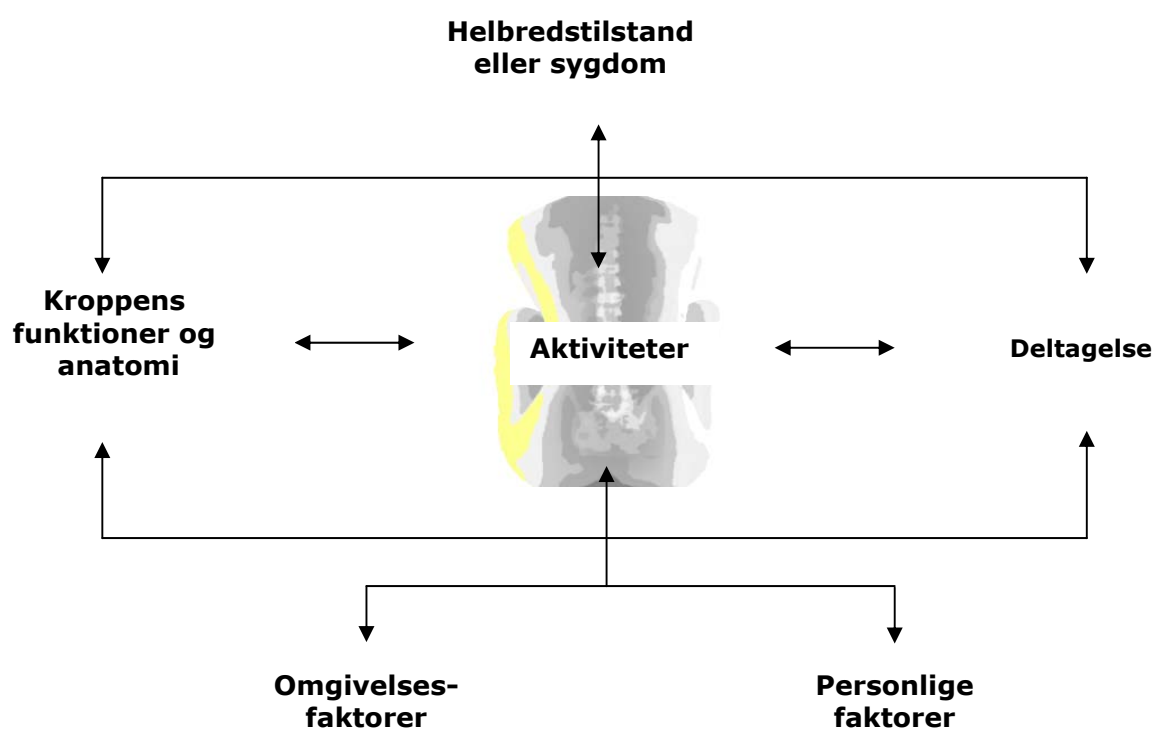 Helbredstilstand
eller sygdom
Kroppens
funktioner og
anatomi
Aktiviteter
Deltagelse
Omgivelses-
faktorer
Personlige
faktorer